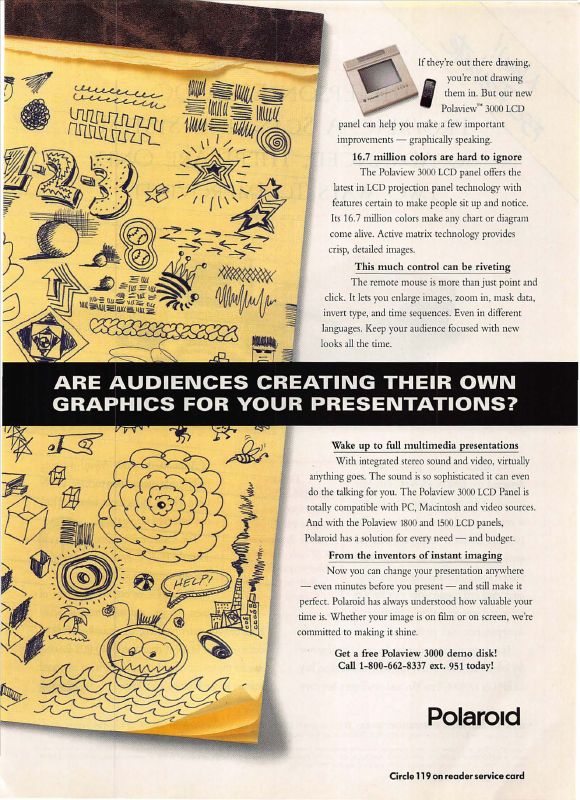 If they're out there drawing,
you're not drawing
them in. But our new
Polaview™ 3000 LCD
panel can help you make a few important
improvements — graphically speaking.
16.7 million colors are hard to ignore
The Polaview 3000 LCD panel offers the
latest in LCD projection panel technology with
features certain to make people sit up and notice.
Its 16.7 million colors make any chart or diagram
come alive. Active matrix technology provides
crisp, detailed images.
This much control can be riveting
The remote mouse is more than just point and
click. It lets you enlarge images, zoom in, mask data,
invert type, and time sequences. Even in different
languages. Keep your audience focused with new
looks all the time.
1-2-3
ARE AUDIENCES CREATING THEIR OWN
GRAPHICS FOR YOUR PRESENTATIONS?
Wake up to full multimedia presentations
With integrated stereo sound and video, virtually
anything goes. The sound is so sophisticated it can even
do the talking for you. The Polaview 3000 LCD Panel is
totally compatible with PC, Macintosh and video sources.
And with the Polaview 1800 and 1500 LCD panels,
Polaroid has a solution for every need — and budget.
From the inventors of instant imaging
Now you can change your presentation anywhere
— even minutes before you present — and still make it
perfect. Polaroid has always understood how valuable your
time is. Whether your image is on film or on screen, we're
committed to making it shine.
HELP!
Get a free Polaview 3000 demo disk!
Call 1-800-662-8337 ext. 951 today!
Polaroid
Circle 119 on reader service card